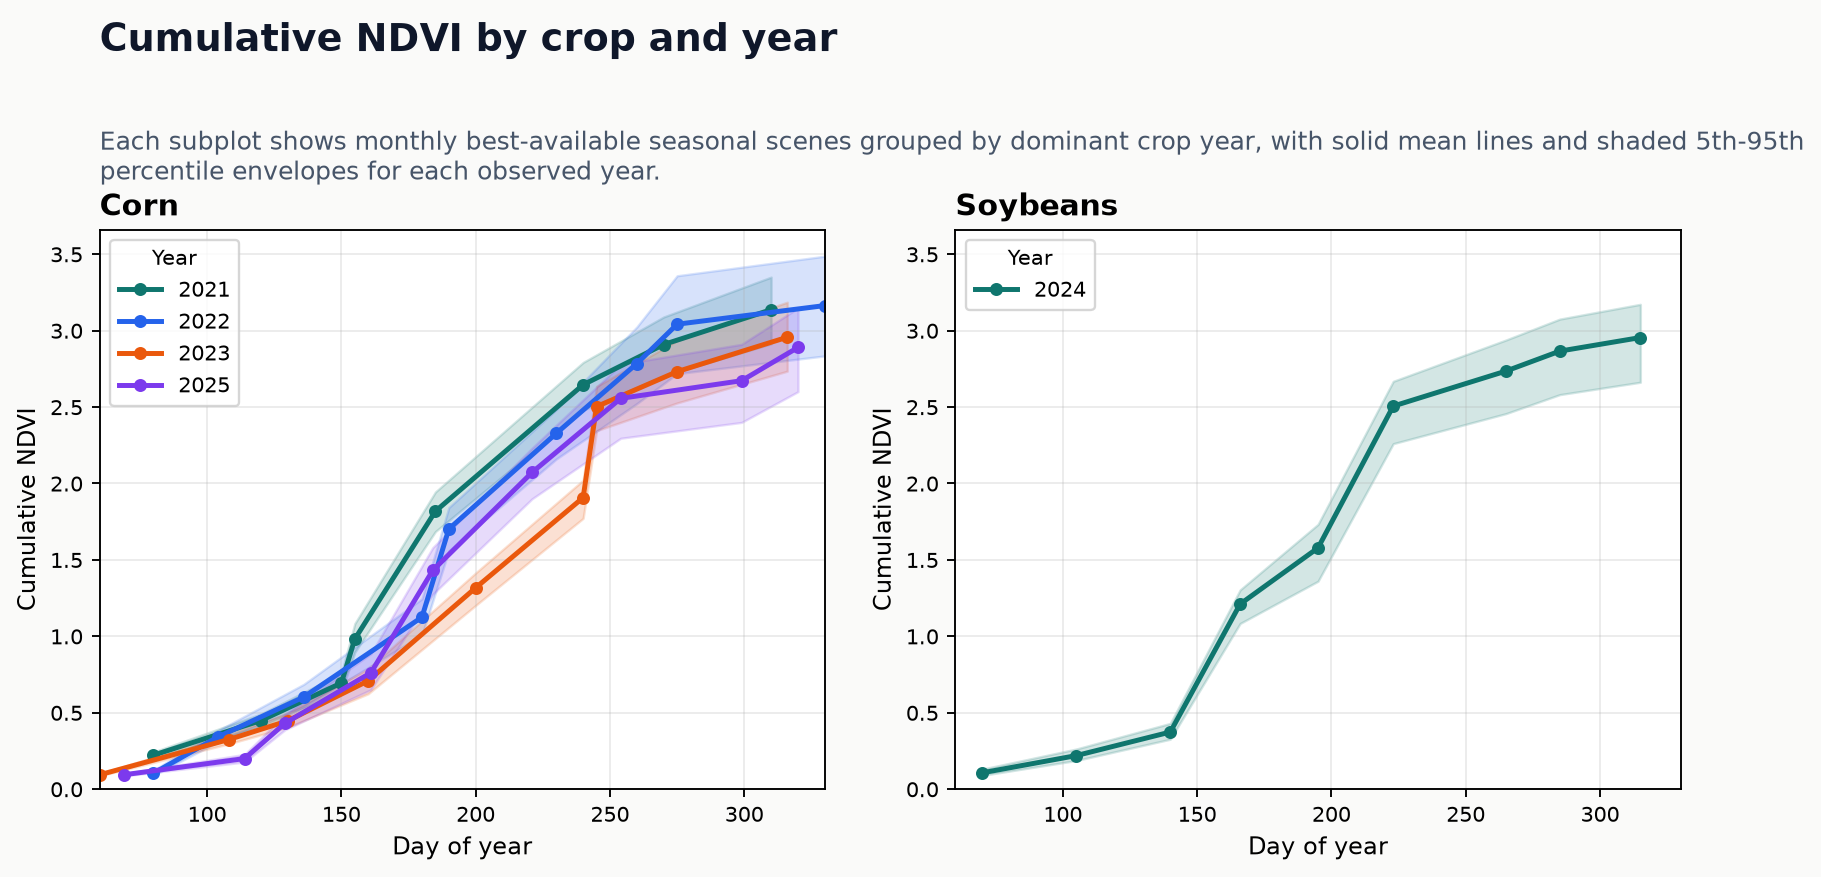 Cumulative NDVI by crop and year
Each subplot shows monthly best-available seasonal scenes grouped by dominant crop year, with solid mean lines and shaded 5th-95th
percentile envelopes for each observed year.
Corn
Year
2021
2022
2023
2025
Cumulative NDVI
3.5
3.0
2.5
2.0
1.5
1.0
0.5
0.0
100 150 200 250 300
Day of year
Soybeans
Year
2024
Cumulative NDVI
3.5
3.0
2.5
2.0
1.5
1.0
0.5
0.0
100 150 200 250 300
Day of year